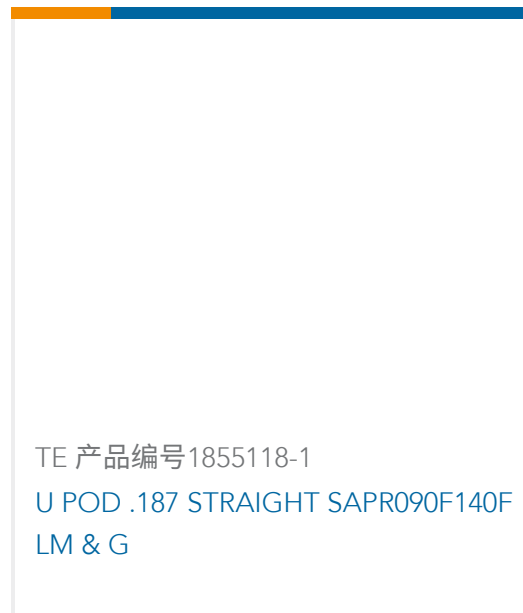 TE 产品编号1855118-1
U POD .187 STRAIGHT SAPR090F140F
LM & G